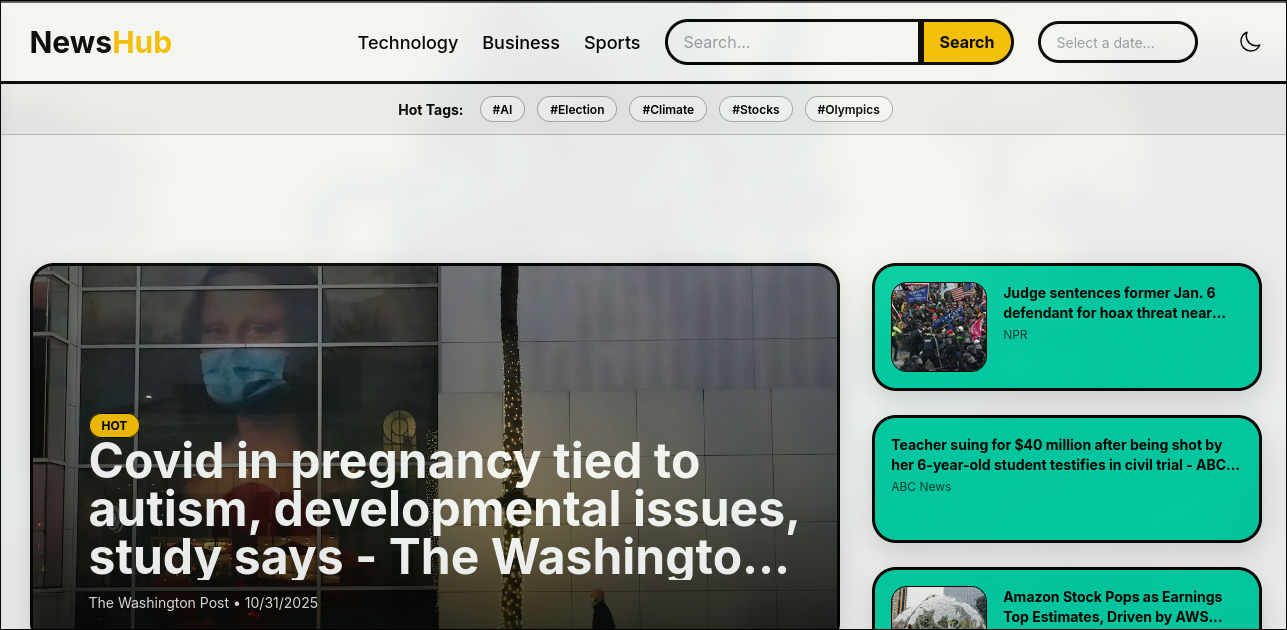 NewsHub
Technology Business Sports Search... Search Select a date...
Hot Tags: #AI #Election #Climate #Stocks #Olympics
HOT
Covid in pregnancy tied to
autism, developmental issues,
study says - The Washingto...
The Washington Post • 10/31/2025
Judge sentences former Jan. 6
defendant for hoax threat near...
NPR
Teacher suing for $40 million after being shot by
her 6-year-old student testifies in civil trial - ABC...
ABC News
Amazon Stock Pops as Earnings
Top Estimates, Driven by AWS...